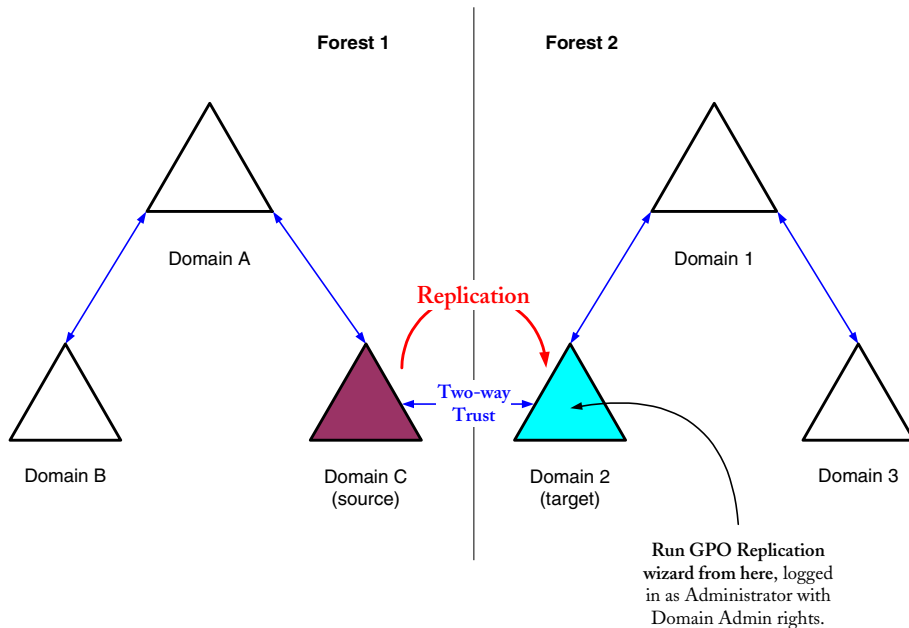 Forest 1
Forest 2
Domain A
Domain 1
Replication
Two-way
Trust
Domain B
Domain C
(source)
Domain 2
(target)
Domain 3
Run GPO Replication
wizard from here, logged
in as Administrator with
Domain Admin rights.